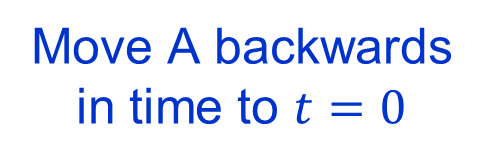 Move A backwards
in time to t = 0